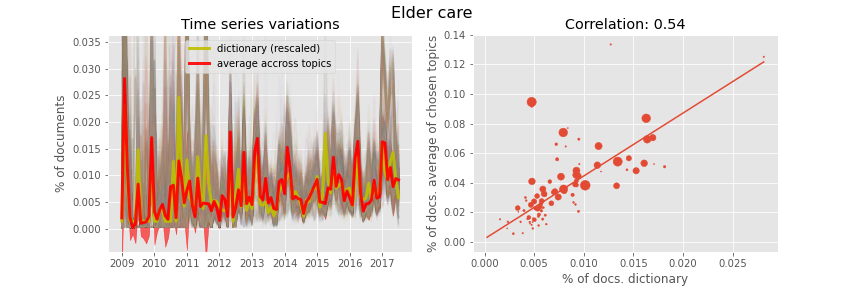 Elder care
Time series variations
% of documents
0.035
0.030
0.025
0.020
0.015
0.010
0.005
0.000
dictionary (rescaled)
average accross topics
2009 2010 2011 2012 2013 2014 2015 2016 2017
Correlation: 0.54
% of docs. average of chosen topics
0.14
0.12
0.10
0.08
0.06
0.04
0.02
0.00
0.000 0.005 0.010 0.015 0.020 0.025
% of docs. dictionary